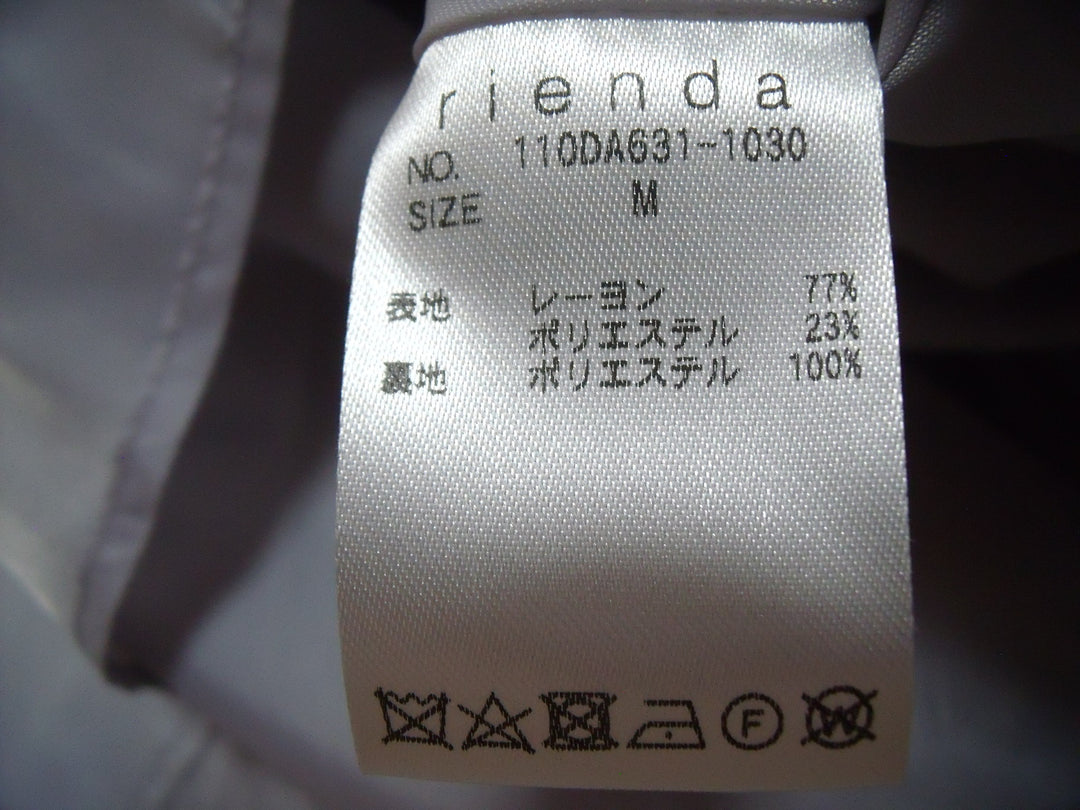 rienda
NO. 110DA631-1030
SIZE M
表地 レーヨン 77%
ポリエステル 23%
裏地 ポリエステル 100%
F
W